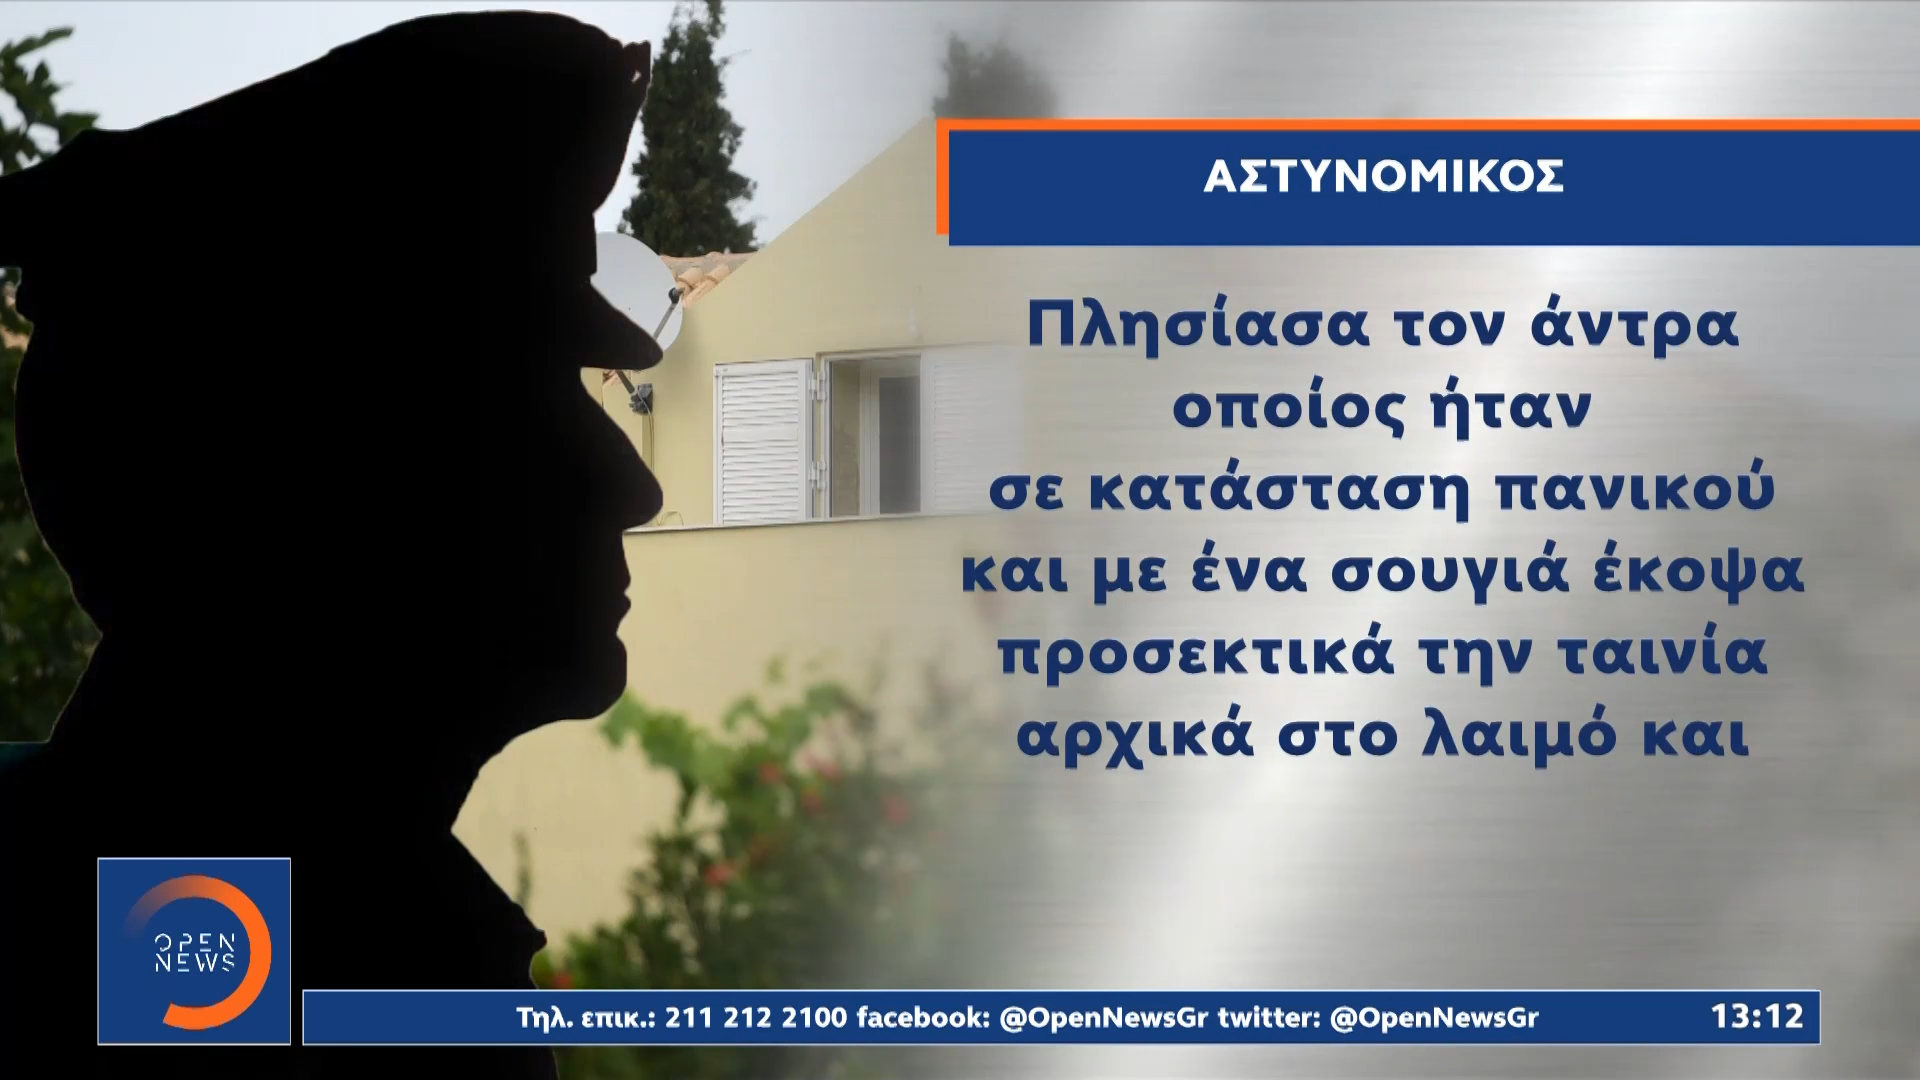 ΑΣΤΥΝΟΜΙΚΟΣ
Πλησίασα τον άντρα
οποίος ήταν
σε κατάσταση πανικού
και με ένα σουγιά έκοψα
προσεκτικά την ταινία
αρχικά στο λαιμό και
OPEN
NEWS
Τηλ. επικ.: 211 212 2100 facebook: @OpenNewsGr twitter: @OpenNewsGr
13:12